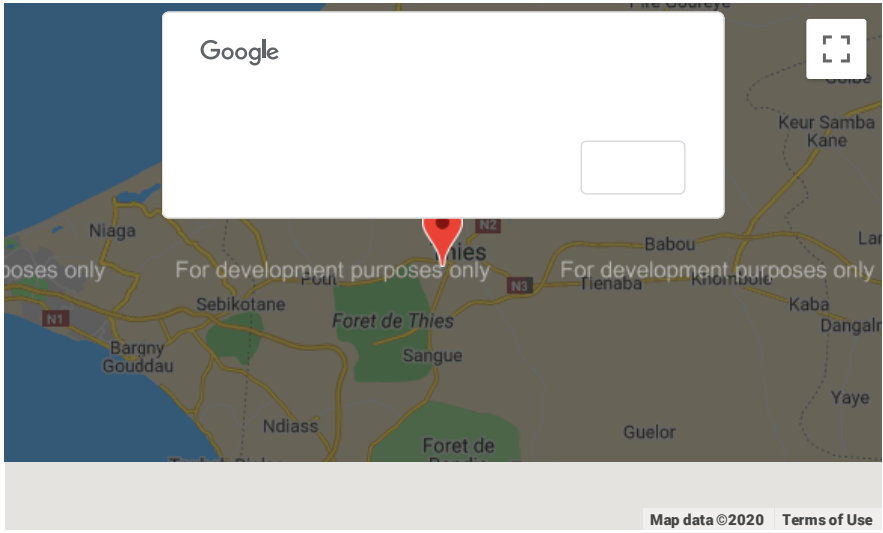 Google
Keur Samba
Kane
Niaga
N2
Thies
Babou
poses only
For development purposes only
For development purposes only
Pout
N3
Tienaba
Khombole
Sebikotane
Kaba
N1
Foret de Thies
Bargny
Gouddau
Sangue
Yaye
Ndiass
Guelor
Foret de
Map data ©2020
Terms of Use